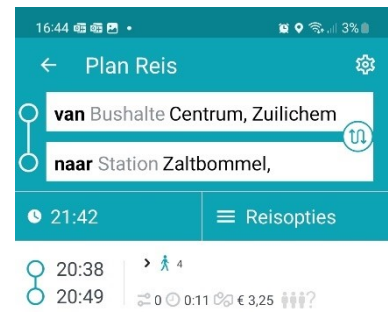 16:44 3%
Plan Reis
van Bushalte Centrum, Zuilichem
naar Station Zaltbommel,
21:42 Reisopties
20:38 > 4
20:49 0 0:11 € 3,25 ?